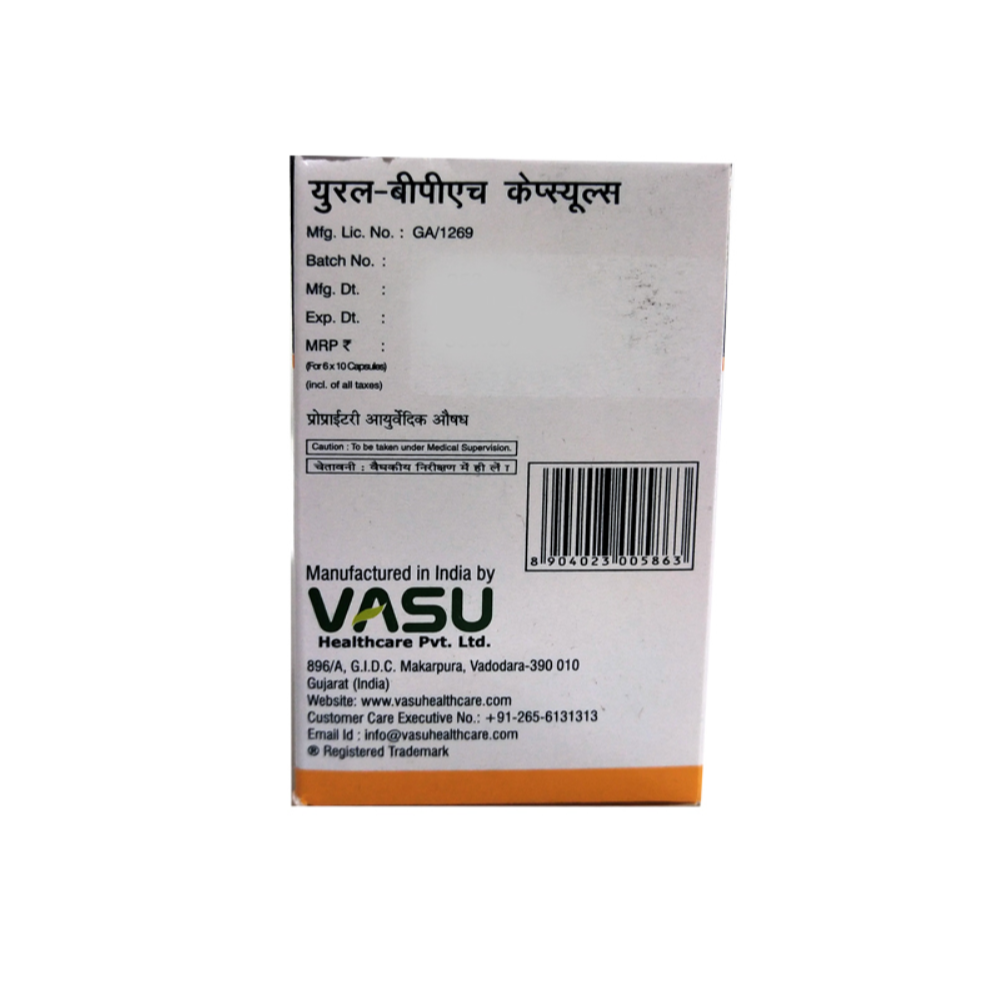 युरल-बीपीएच केप्स्यूल्स
Mfg. Lic. No. : GA/1269
Batch No. :
Mfg. Dt. :
Exp. Dt. :
MRP ₹ :
(For 6 x 10 Capsules)
(incl. of all taxes)
प्रोप्राईटरी आयुर्वेदिक औषध
Caution : To be taken under Medical Supervision.
चेतावनी : वैघकीय निरीक्षण में ही लें ।
8 904023 005863
Manufactured in India by
VASU
Healthcare Pvt. Ltd.
896/A, G.I.D.C. Makarpura, Vadodara-390 010
Gujarat (India)
Website: www.vasuhealthcare.com
Customer Care Executive No.: +91-265-6131313
Email Id : info@vasuhealthcare.com
® Registered Trademark